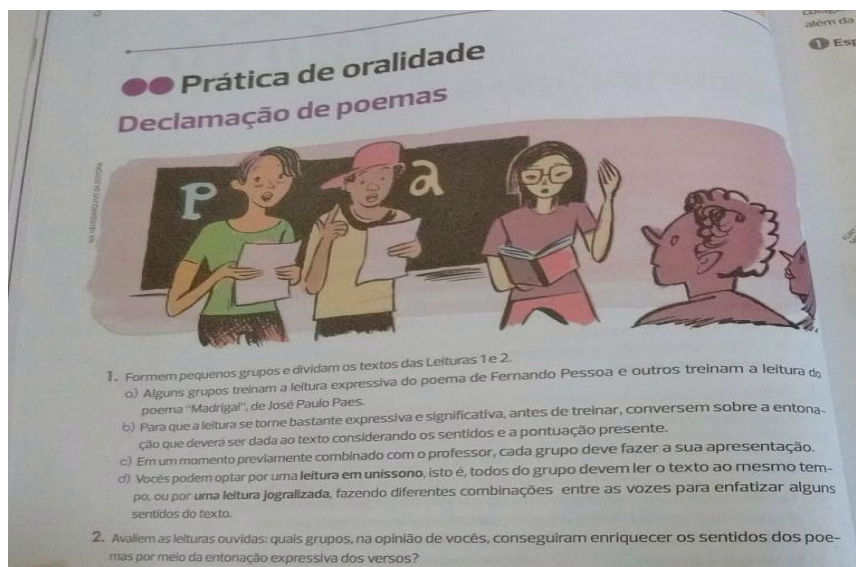 além da
1 Esp
Prática de oralidade
Declamação de poemas
P a
1. Formem pequenos grupos e dividam os textos das Leituras 1 e 2.
a) Alguns grupos treinam a leitura expressiva do poema de Fernando Pessoa e outros treinam a leitura do
poema "Madrigal", de José Paulo Paes.
b) Para que a leitura se torne bastante expressiva e significativa, antes de treinar, conversem sobre a entona-
ção que deverá ser dada ao texto considerando os sentidos e a pontuação presente.
c) Em um momento previamente combinado com o professor, cada grupo deve fazer a sua apresentação.
d) Vocês podem optar por uma leitura em uníssono, isto é, todos do grupo devem ler o texto ao mesmo tem-
po, ou por uma leitura jogralizada, fazendo diferentes combinações entre as vozes para enfatizar alguns
sentidos do texto.
2. Avaliem as leituras ouvidas: quais grupos, na opinião de vocês, conseguiram enriquecer os sentidos dos poe-
mas por meio da entonação expressiva dos versos?